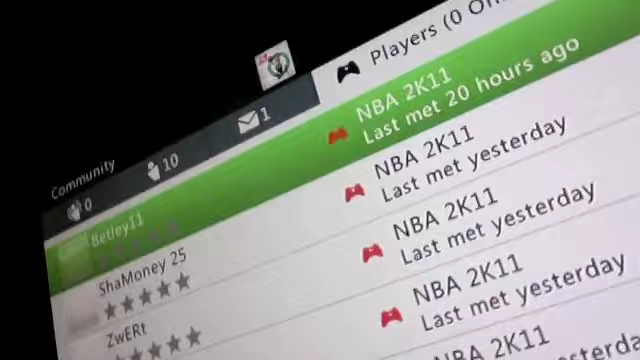 Players (0 On
Community
0
10
1
Betley11
NBA 2K11
Last met 20 hours ago
ShaMoney 25
NBA 2K11
Last met yesterday
ZwERt
NBA 2K11
Last met yesterday
NBA 2K11
Last met yesterday
NBA 2K11